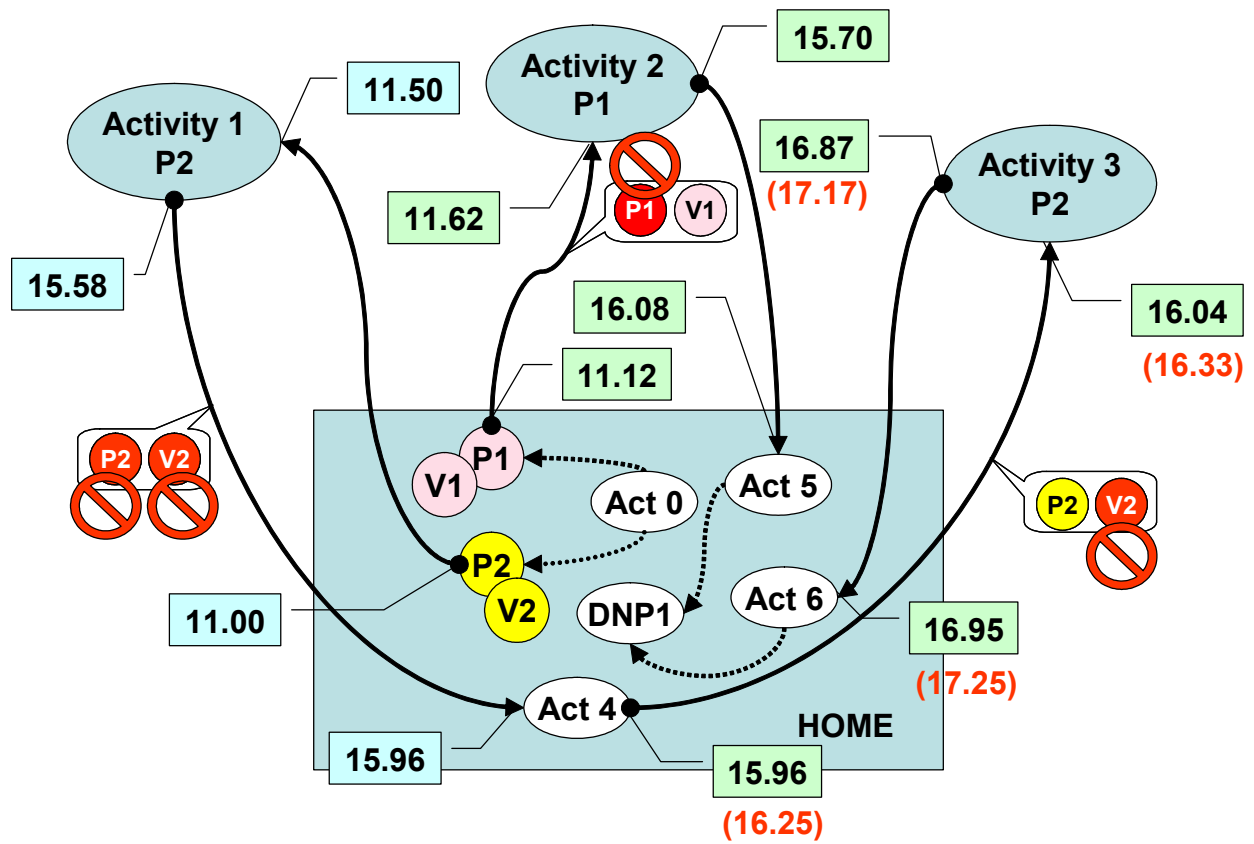 15.70
Activity 2
P1
11.50
Activity 1
P2
16.87
(17.17)
Activity 3
P2
P1
V1
11.62
15.58
16.08
16.04
(16.33)
11.12
P2
V2
P1
V1
Act 0
Act 5
P2
V2
P2
V2
11.00
DNP1
Act 6
16.95
(17.25)
Act 4
HOME
15.96
15.96
(16.25)